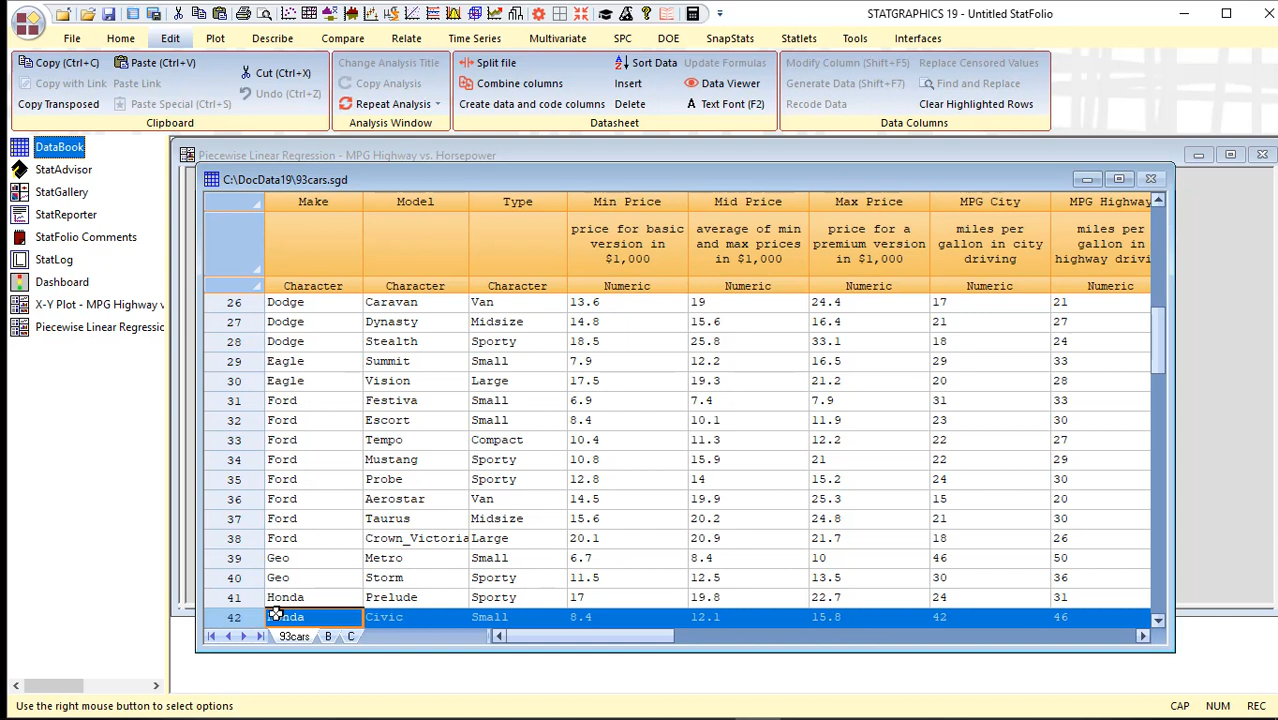 STATGRAPHICS 19 - Untitled StatFolio
File Home Edit Plot Describe Compare Relate Time Series Multivariate SPC DOE SnapStats Statlets Tools Interfaces
Copy (Ctrl+C) Paste (Ctrl+V) Cut (Ctrl+X) Change Analysis Title Split file Sort Data Update Formulas Modify Column (Shift+F5) Replace Censored Values
Copy with Link Paste Link Undo (Ctrl+Z) Copy Analysis Combine columns Insert Data Viewer Generate Data (Shift+F7) Find and Replace
Copy Transposed Paste Special (Ctrl+S) Repeat Analysis Create data and code columns Delete A Text Font (F2) Recode Data Clear Highlighted Rows
Clipboard Analysis Window Datasheet Data Columns
DataBook
StatAdvisor
StatGallery
StatReporter
StatFolio Comments
StatLog
Dashboard
X-Y Plot - MPG Highway v
Piecewise Linear Regressio
Piecewise Linear Regression - MPG Highway vs. Horsepower
C:\DocData19\93cars.sgd
Make Model Type Min Price Mid Price Max Price MPG City MPG Highway
price for basic average of min price for a miles per miles per
version in and max prices premium version gallon in city gallon in
$1,000 in $1,000 in $1,000 driving highway drivi
Character Character Character Numeric Numeric Numeric Numeric Numeric
26 Dodge Caravan Van 13.6 19 24.4 17 21
27 Dodge Dynasty Midsize 14.8 15.6 16.4 21 27
28 Dodge Stealth Sporty 18.5 25.8 33.1 18 24
29 Eagle Summit Small 7.9 12.2 16.5 29 33
30 Eagle Vision Large 17.5 19.3 21.2 20 28
31 Ford Festiva Small 6.9 7.4 7.9 31 33
32 Ford Escort Small 8.4 10.1 11.9 23 30
33 Ford Tempo Compact 10.4 11.3 12.2 22 27
34 Ford Mustang Sporty 10.8 15.9 21 22 29
35 Ford Probe Sporty 12.8 14 15.2 24 30
36 Ford Aerostar Van 14.5 19.9 25.3 15 20
37 Ford Taurus Midsize 15.6 20.2 24.8 21 30
38 Ford Crown_Victoria Large 20.1 20.9 21.7 18 26
39 Geo Metro Small 6.7 8.4 10 46 50
40 Geo Storm Sporty 11.5 12.5 13.5 30 36
41 Honda Prelude Sporty 17 19.8 22.7 24 31
42 nda Civic Small 8.4 12.1 15.8 42 46
93cars B C
Use the right mouse button to select options CAP NUM REC